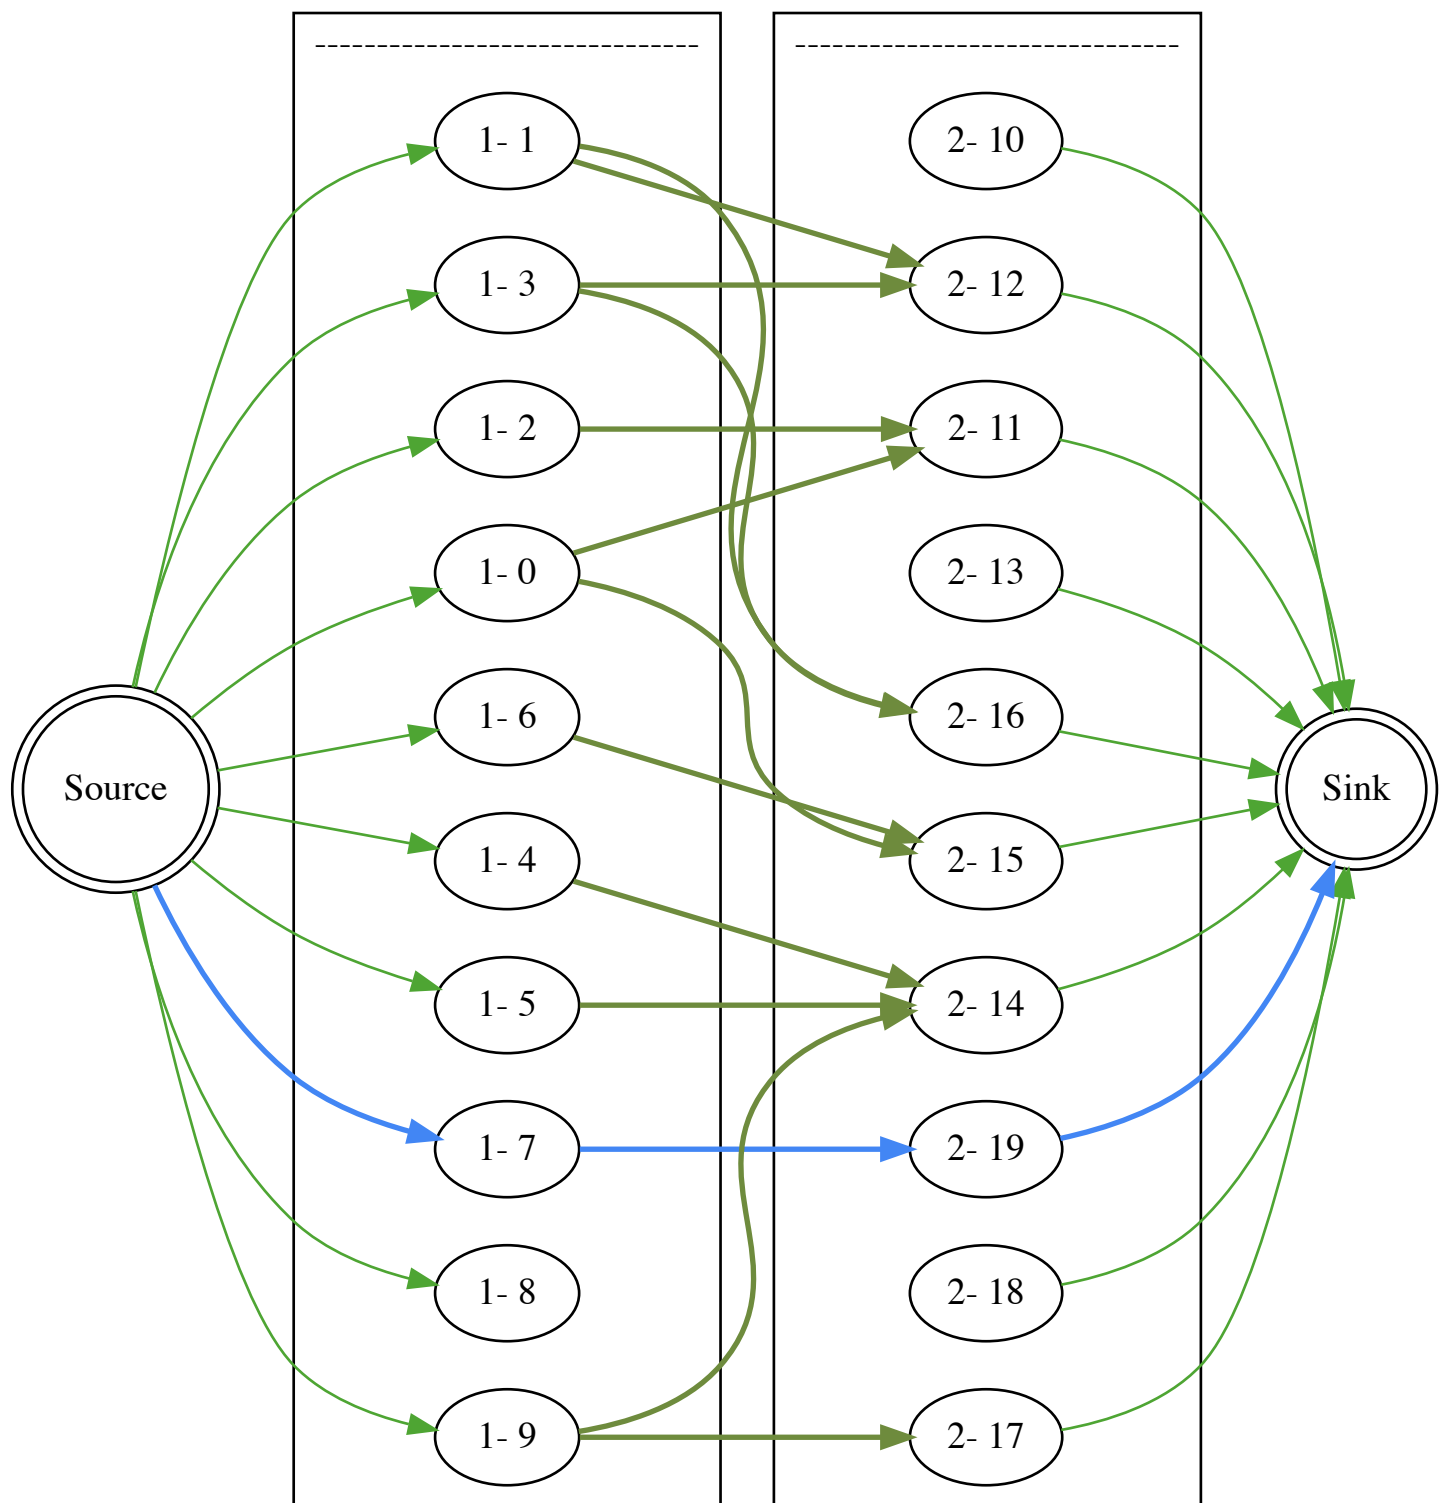 ------------------------------- -------------------------------
1- 1 2- 10
1- 3 2- 12
1- 2 2- 11
1- 0 2- 13
1- 6 2- 16
Source Sink
1- 4 2- 15
1- 5 2- 14
1- 7 2- 19
1- 8 2- 18
1- 9 2- 17